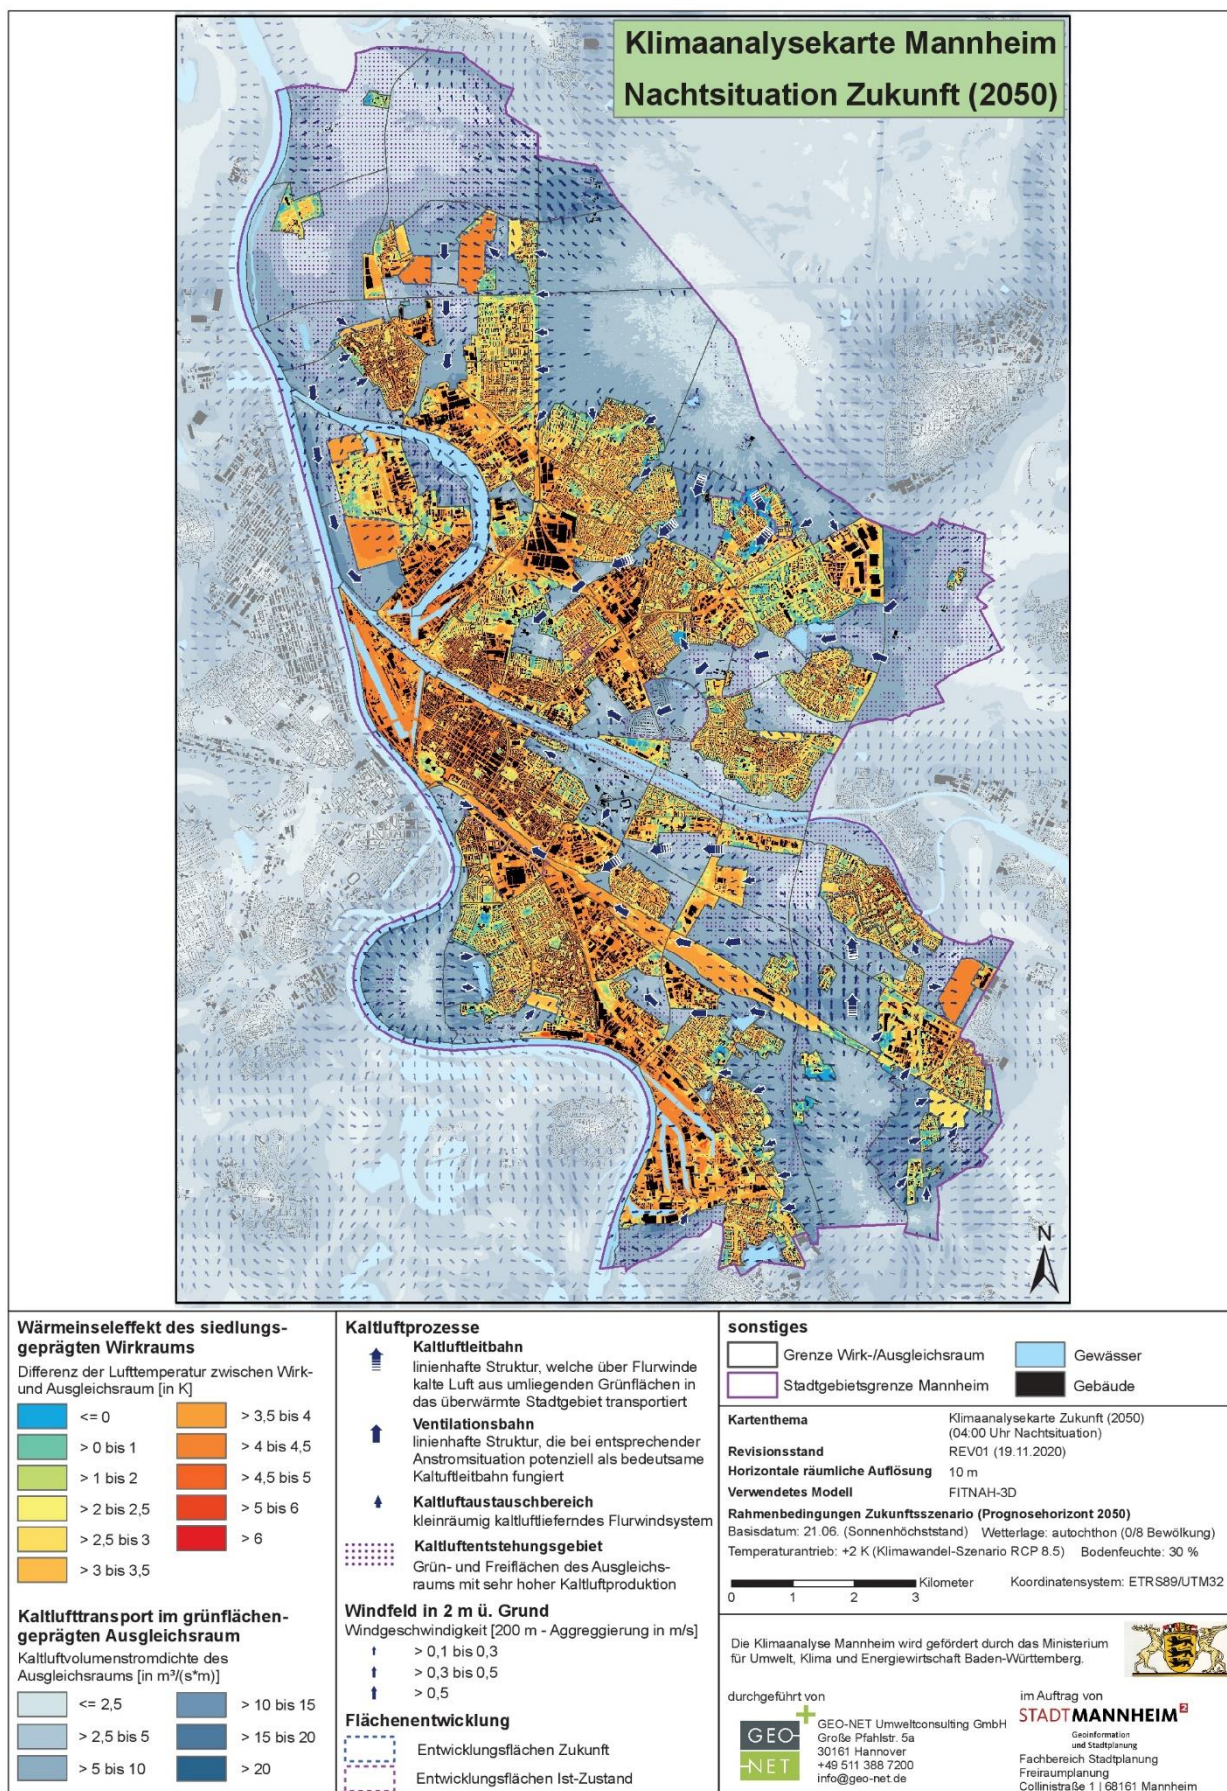 Klimaanalysekarte Mannheim
Nachtsituation Zukunft (2050)
N
Wärmeinseleffekt des siedlungs-
geprägten Wirkraums
Differenz der Lufttemperatur zwischen Wirk-
und Ausgleichsraum [in K]
<= 0
> 0 bis 1
> 1 bis 2
> 2 bis 2,5
> 2,5 bis 3
> 3 bis 3,5
> 3,5 bis 4
> 4 bis 4,5
> 4,5 bis 5
> 5 bis 6
> 6
Kaltlufttransport im grünflächen-
geprägten Ausgleichsraum
Kaltluftvolumenstromdichte des
Ausgleichsraums [in m³/(s*m)]
<= 2,5
> 2,5 bis 5
> 5 bis 10
> 10 bis 15
> 15 bis 20
> 20
Kaltluftprozesse
Kaltluftleitbahn
linienhafte Struktur, welche über Flurwinde
kalte Luft aus umliegenden Grünflächen in
das überwärmte Stadtgebiet transportiert
Ventilationsbahn
linienhafte Struktur, die bei entsprechender
Anstromsituation potenziell als bedeutsame
Kaltuftleitbahn fungiert
Kaltluftaustauschbereich
kleinräumig kaltluftlieferndes Flurwindsystem
Kaltluftentstehungsgebiet
Grün- und Freiflächen des Ausgleichs-
raums mit sehr hoher Kaltluftproduktion
Windfeld in 2 m ü. Grund
Windgeschwindigkeit [200 m - Aggreggierung in m/s]
> 0,1 bis 0,3
> 0,3 bis 0,5
> 0,5
Flächenentwicklung
Entwicklungsflächen Zukunft
Entwicklungsflächen Ist-Zustand
sonstiges
Grenze Wirk-/Ausgleichsraum
Gewässer
Stadtgebietsgrenze Mannheim
Gebäude
Kartenthema Klimaanalysekarte Zukunft (2050)
(04:00 Uhr Nachtsituation)
Revisionsstand REV01 (19.11.2020)
Horizontale räumliche Auflösung 10 m
Verwendetes Modell FITNAH-3D
Rahmenbedingungen Zukunftsszenario (Prognosehorizont 2050)
Basisdatum: 21.06. (Sonnenhöchststand) Wetterlage: autochthon (0/8 Bewölkung)
Temperaturantrieb: +2 K (Klimawandel-Szenario RCP 8.5) Bodenfeuchte: 30 %
Kilometer
0 1 2 3
Koordinatensystem: ETRS89/UTM32
Die Klimaanalyse Mannheim wird gefördert durch das Ministerium
für Umwelt, Klima und Energiewirtschaft Baden-Württemberg.
durchgeführt von
GEO
NET
GEO-NET Umweltconsulting GmbH
Große Pfahlstr. 5a
30161 Hannover
+49 511 388 7200
info@geo-net.de
im Auftrag von
STADTMANNHEIM²
Geoinformation
und Stadtplanung
Fachbereich Stadtplanung
Freiraumplanung
Collinistraße 1 | 68161 Mannheim